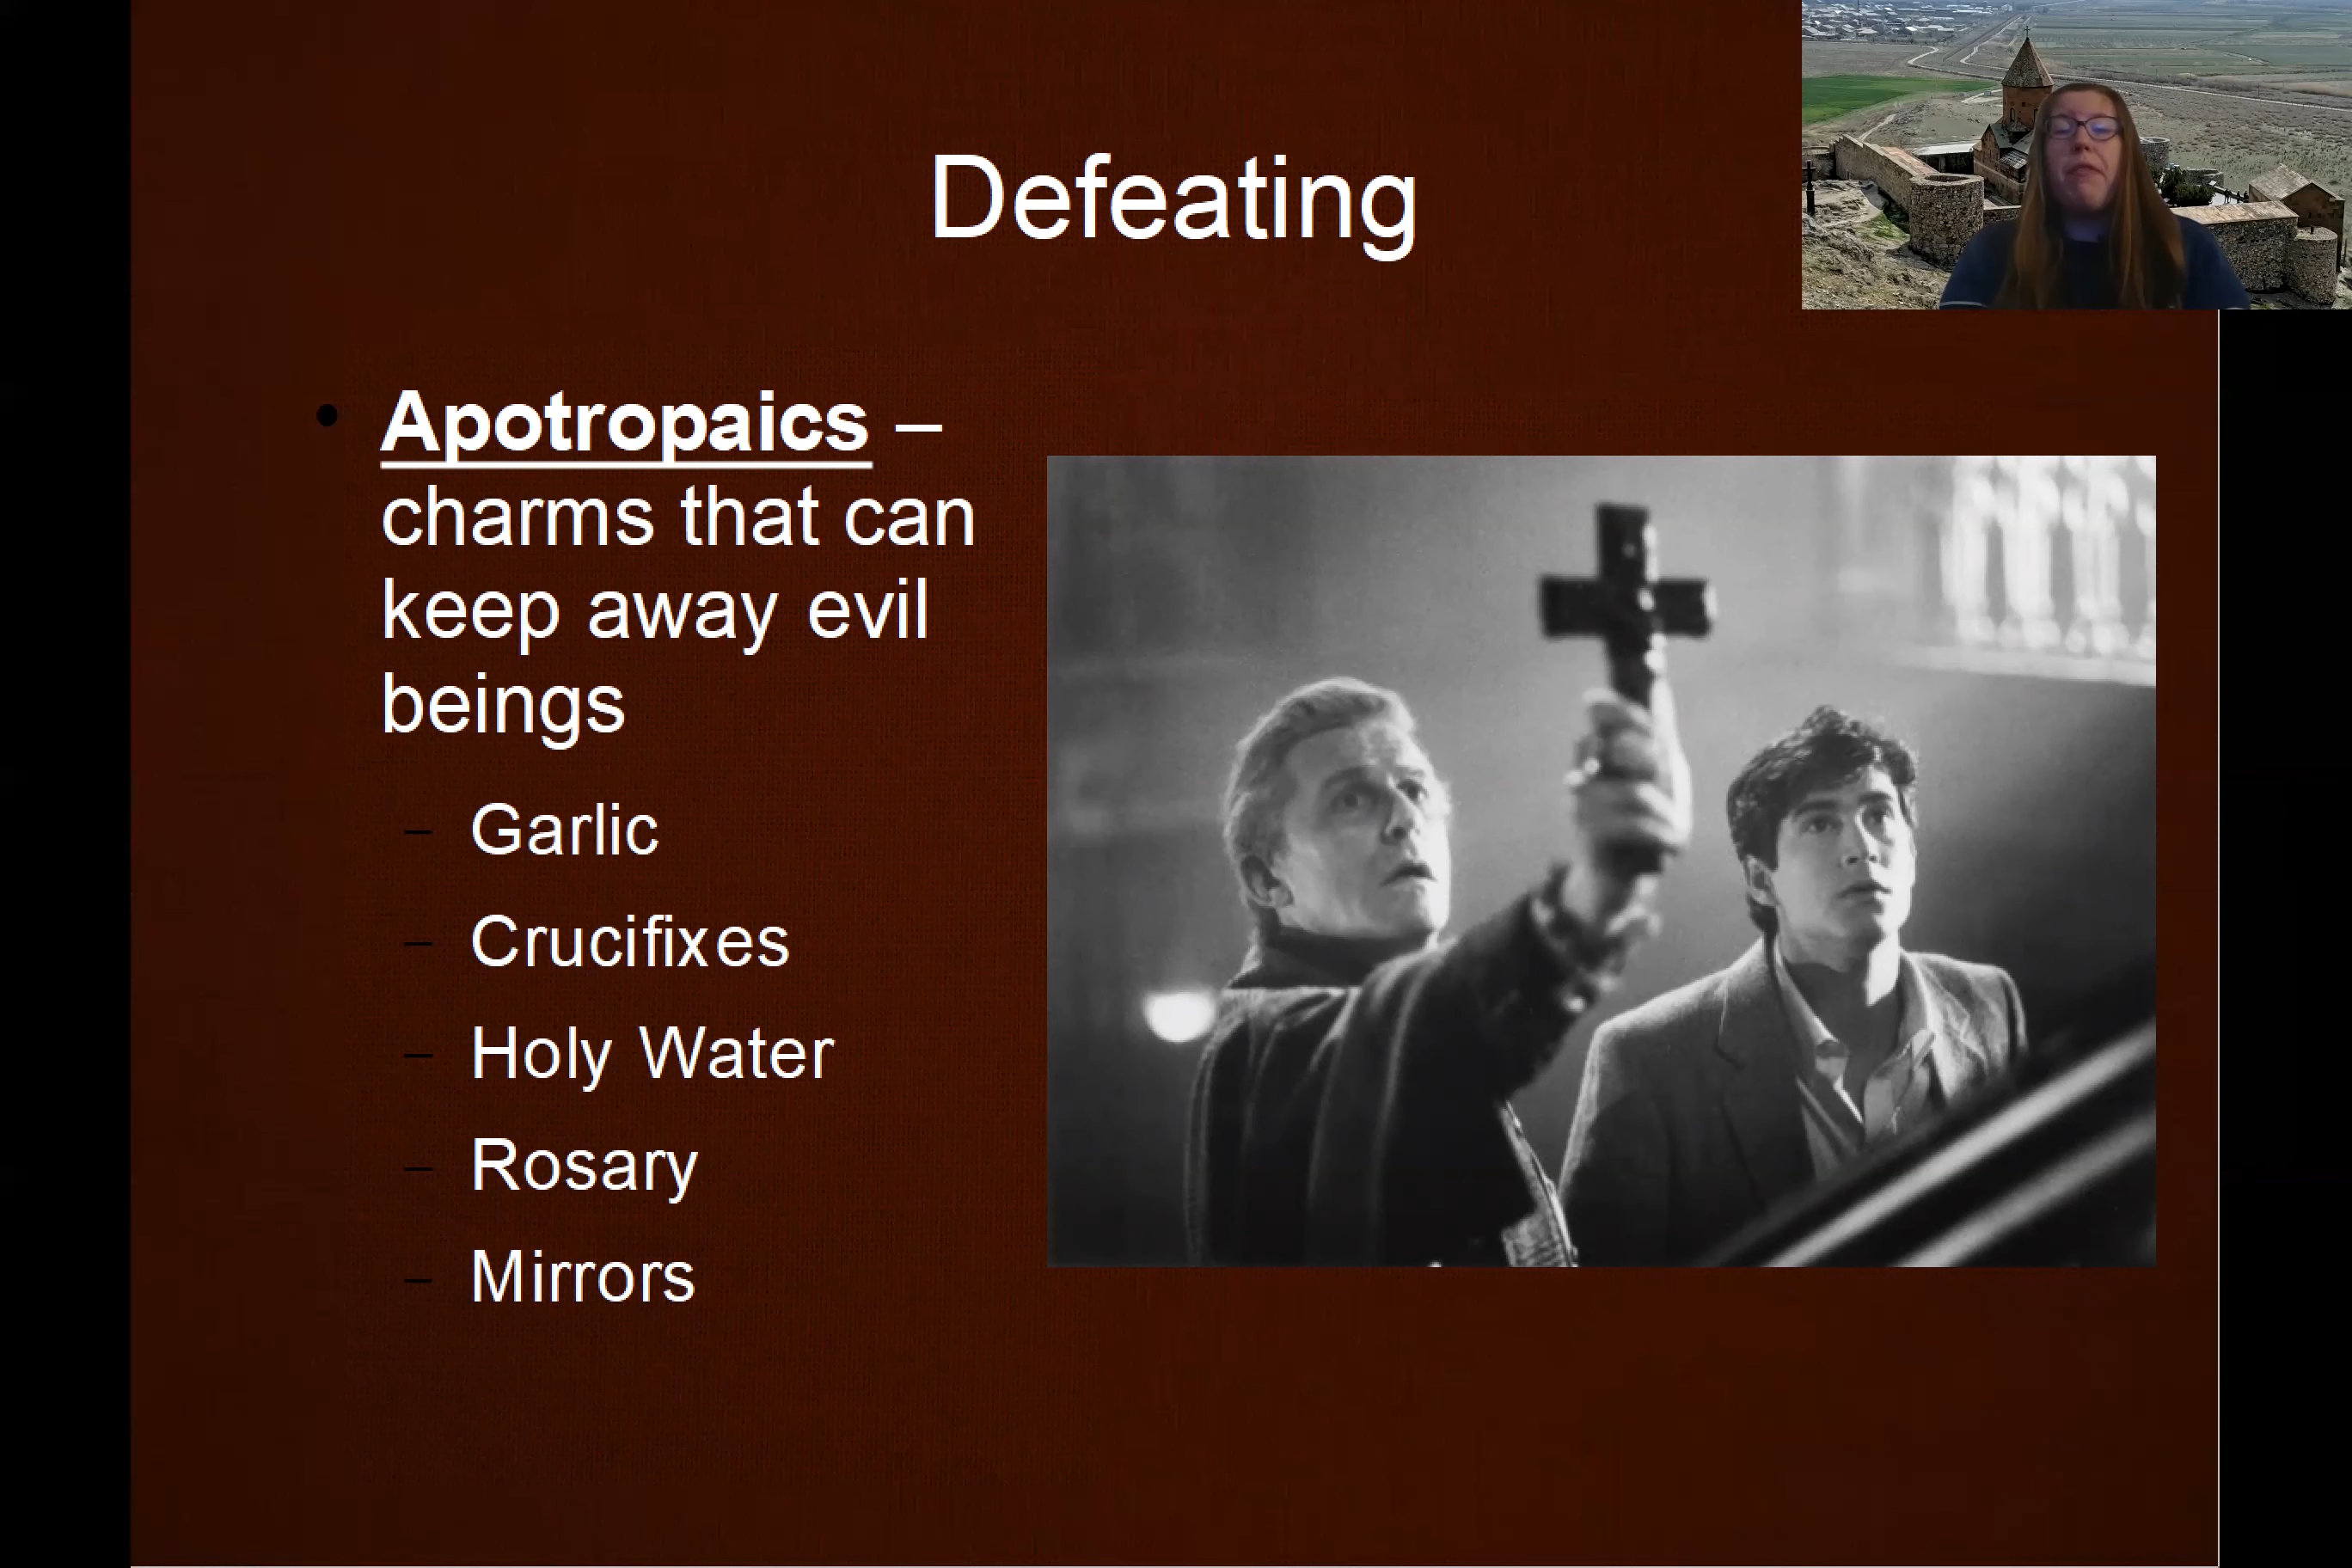 Defeating
• Apotropaics –
charms that can
keep away evil
beings
– Garlic
– Crucifixes
– Holy Water
– Rosary
– Mirrors